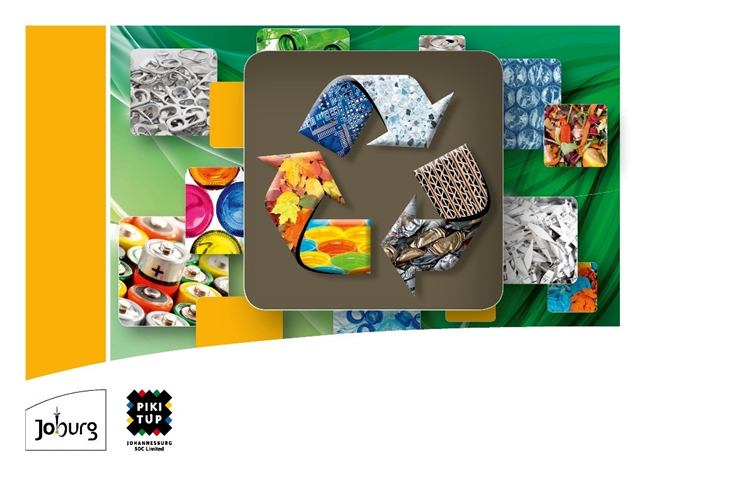 Joburg
PIKI
TUP
JOHANNESBURG
SOC Limited